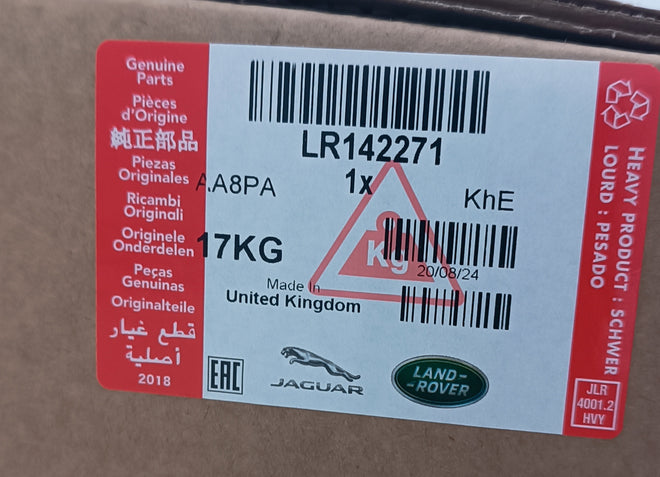 Genuine
Parts
Pièces
d'Origine
純正部品
Piezas
Originales
Ricambi
Originali
Originele
Onderdelen
Peças
Genuinas
Originalteile
قطع غيار
أصلية
2018
LR142271
1x
AA8PA
KhE
17KG
Kg
20/08/24
Made In
United Kingdom
EAC
JAGUAR
LAND-
-ROVER
HEAVY PRODUCT : SCHWER
LOURD : PESADO
JLR
4001.2
HVY